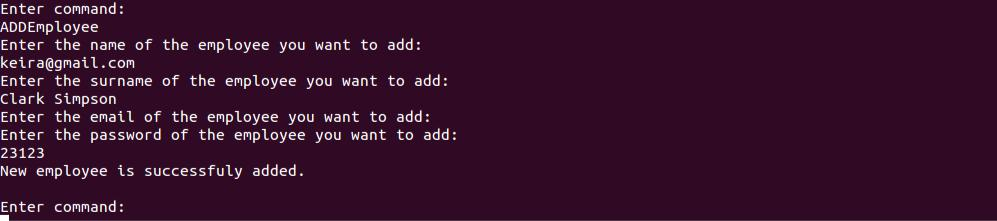 Enter command:
ADDEmployee
Enter the name of the employee you want to add:
keira@gmail.com
Enter the surname of the employee you want to add:
Clark Simpson
Enter the email of the employee you want to add:
Enter the password of the employee you want to add:
23123
New employee is successfuly added.
Enter command: